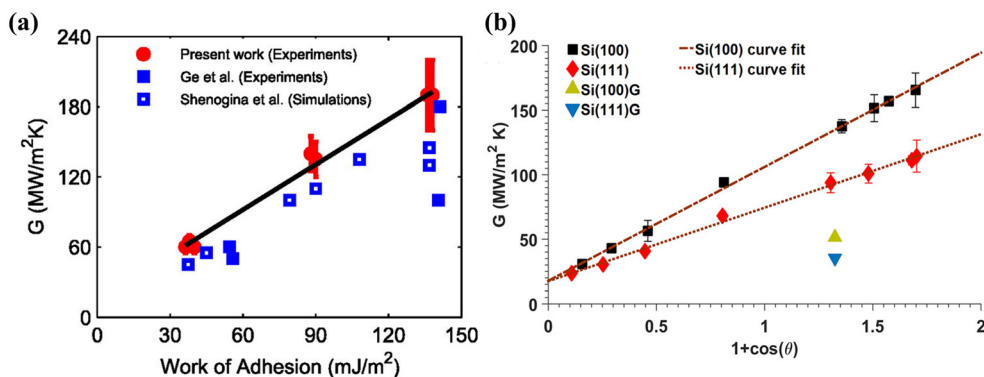 (a)
240
180
120
60
0
G (MW/m²K)
Present work (Experiments)
Ge et al. (Experiments)
Shenogina et al. (Simulations)
0 30 60 90 120 150
Work of Adhesion (mJ/m²)
(b)
200
150
100
50
0
G (MW/m² K)
Si(100)
Si(111)
Si(100)G
Si(111)G
Si(100) curve fit
Si(111) curve fit
0 0.5 1 1.5 2
1+cos(θ)